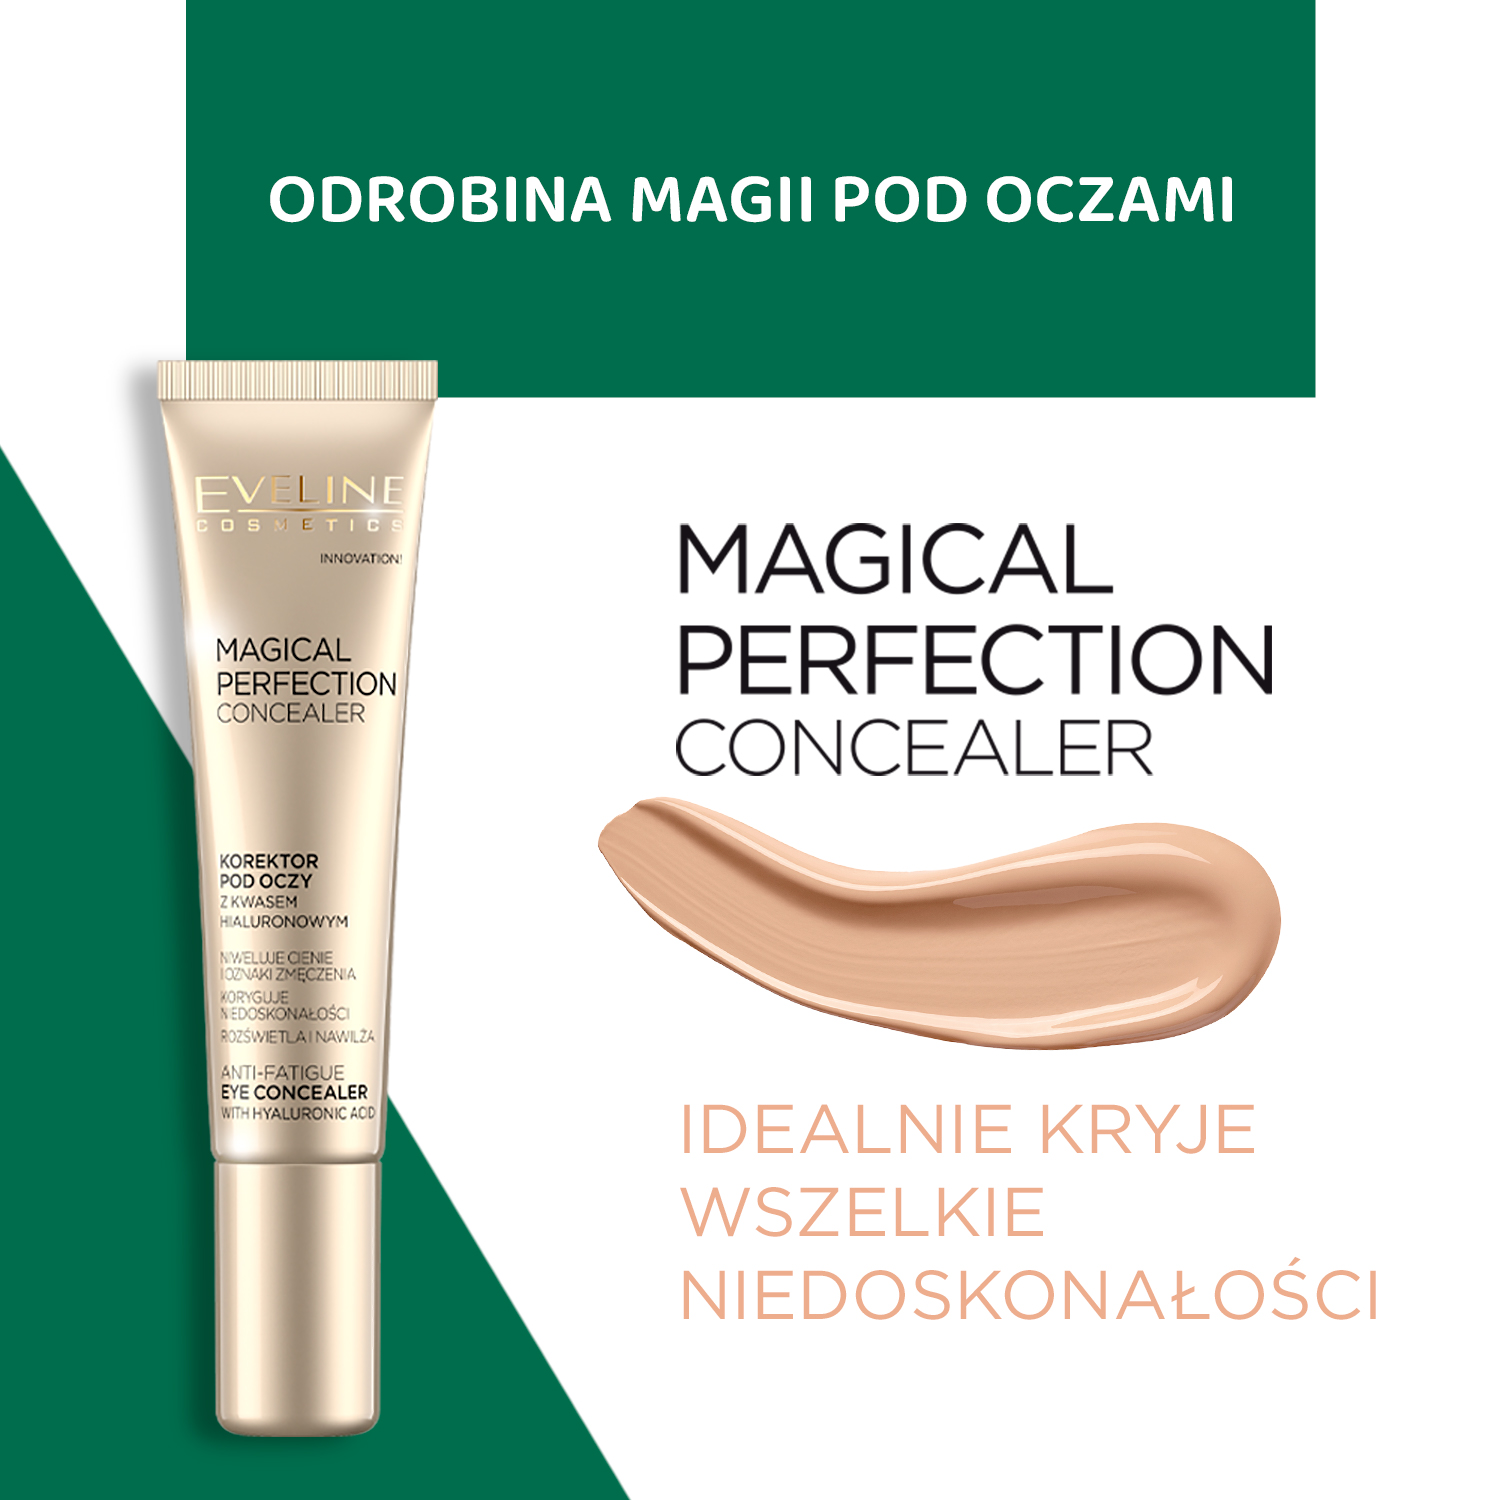 ODROBINA MAGII POD OCZAMI
EVELINE
COSMETICS
INNOVATION!
MAGICAL
PERFECTION
CONCEALER
KOREKTOR
POD OCZY
Z KWASEM
HIALURONOWYM
NIWELUJE CIENIE
I OZNAKI ZMĘCZENIA
KORYGUJE
NIEDOSKONAŁOŚCI
ROZŚWIETLA I NAWILŻA
ANTI-FATIGUE
EYE CONCEALER
WITH HYALURONIC ACID
MAGICAL
PERFECTION
CONCEALER
IDEALNIE KRYJE
WSZELKIE
NIEDOSKONAŁOŚCI